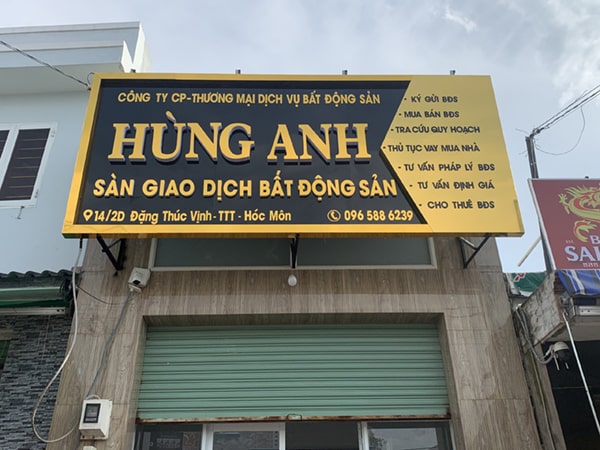 CÔNG TY CP-THƯƠNG MẠI DỊCH VỤ BẤT ĐỘNG SẢN
HÙNG ANH
SÀN GIAO DỊCH BẤT ĐỘNG SẢN
14/2D Đặng Thúc Vịnh -TTT - Hóc Môn
096 588 6239
- KÝ GỬI BĐS
- MUA BÁN BĐS
- TRA CỨU QUY HOẠCH
- THỦ TỤC VAY MUA NHÀ
- TƯ VẤN PHÁP LÝ BĐS
- TƯ VẤN ĐỊNH GIÁ
- CHO THUÊ BĐS